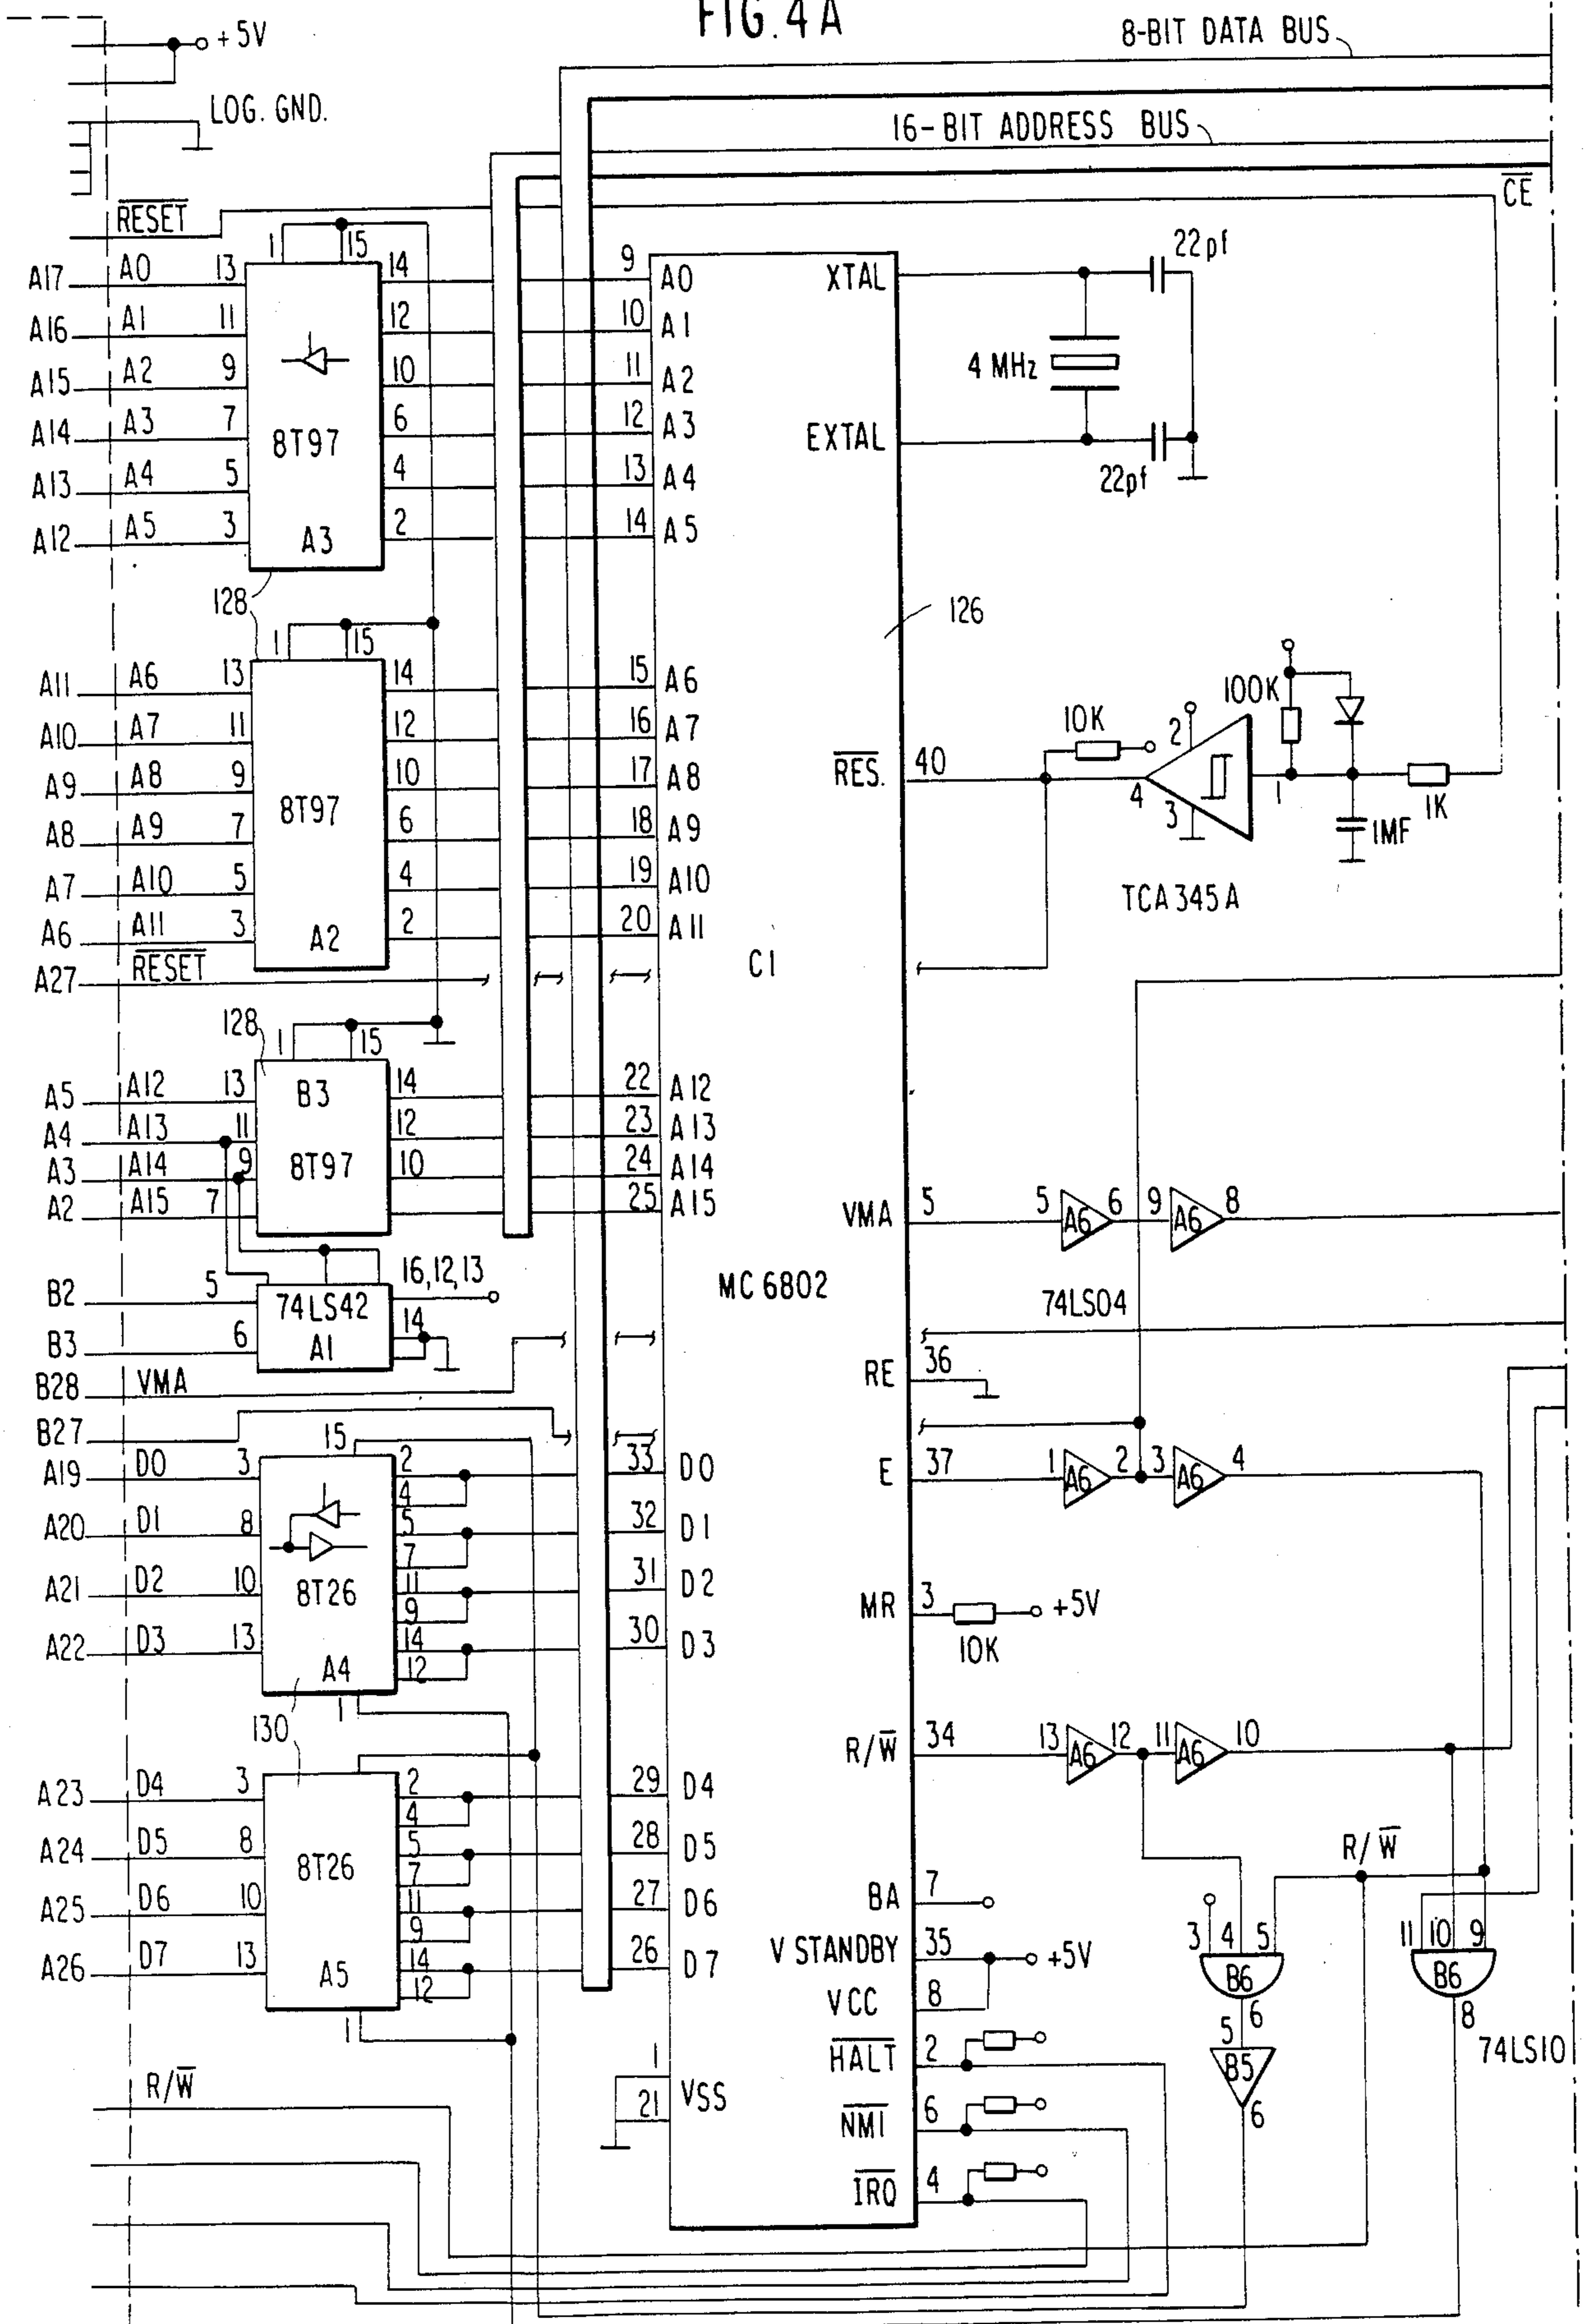 FIG. 4A
+5V
8-BIT DATA BUS
LOG. GND.
16-BIT ADDRESS BUS
RESET
CE
1 15
A17 A0 13 14 9 A0
A16 A1 11 12 10 A1
A15 A2 9 10 11 A2
A14 A3 7 6 12 A3
A13 A4 5 4 13 A4
A12 A5 3 2 14 A5
8T97
A3
XTAL
22pf
4 MHz
EXTAL
22pf
128
126
1 15
A11 A6 13 14 15 A6
A10 A7 11 12 16 A7
A9 A8 9 10 17 A8
A8 A9 7 6 18 A9
A7 A10 5 4 19 A10
A6 A11 3 2 20 A11
8T97
A2
A27 RESET
C1
RES. 40
10K
2
4
3
1
100K
1MF
1K
TCA345A
128
1 15
A5 A12 13 14 22 A12
A4 A13 11 12 23 A13
A3 A14 9 10 24 A14
A2 A15 7 25 A15
B3
8T97
VMA 5 5 A6 6 9 A6 8
B2 5
B3 6
74LS42
A1
16,12,13
14
MC6802
74LS04
B28 VMA
RE 36
B27
15
A19 D0 3 2 4 33 D0
A20 D1 8 5 7 32 D1
A21 D2 10 11 9 31 D2
A22 D3 13 14 12 30 D3
8T26
A4
1
E 37 1 A6 2 3 A6 4
MR 3 +5V
10K
130
R/W 34 13 A6 12 11 A6 10
A23 D4 3 2 4 29 D4
A24 D5 8 5 7 28 D5
A25 D6 10 11 9 27 D6
A26 D7 13 14 12 26 D7
8T26
A5
1
R/W
BA 7
V STANDBY 35 +5V
VCC 8
3 4 5
B6
6
5
B5
6
11 10 9
B6
8
74LS10
HALT 2
NMI 6
IRQ 4
1
21
VSS
R/W